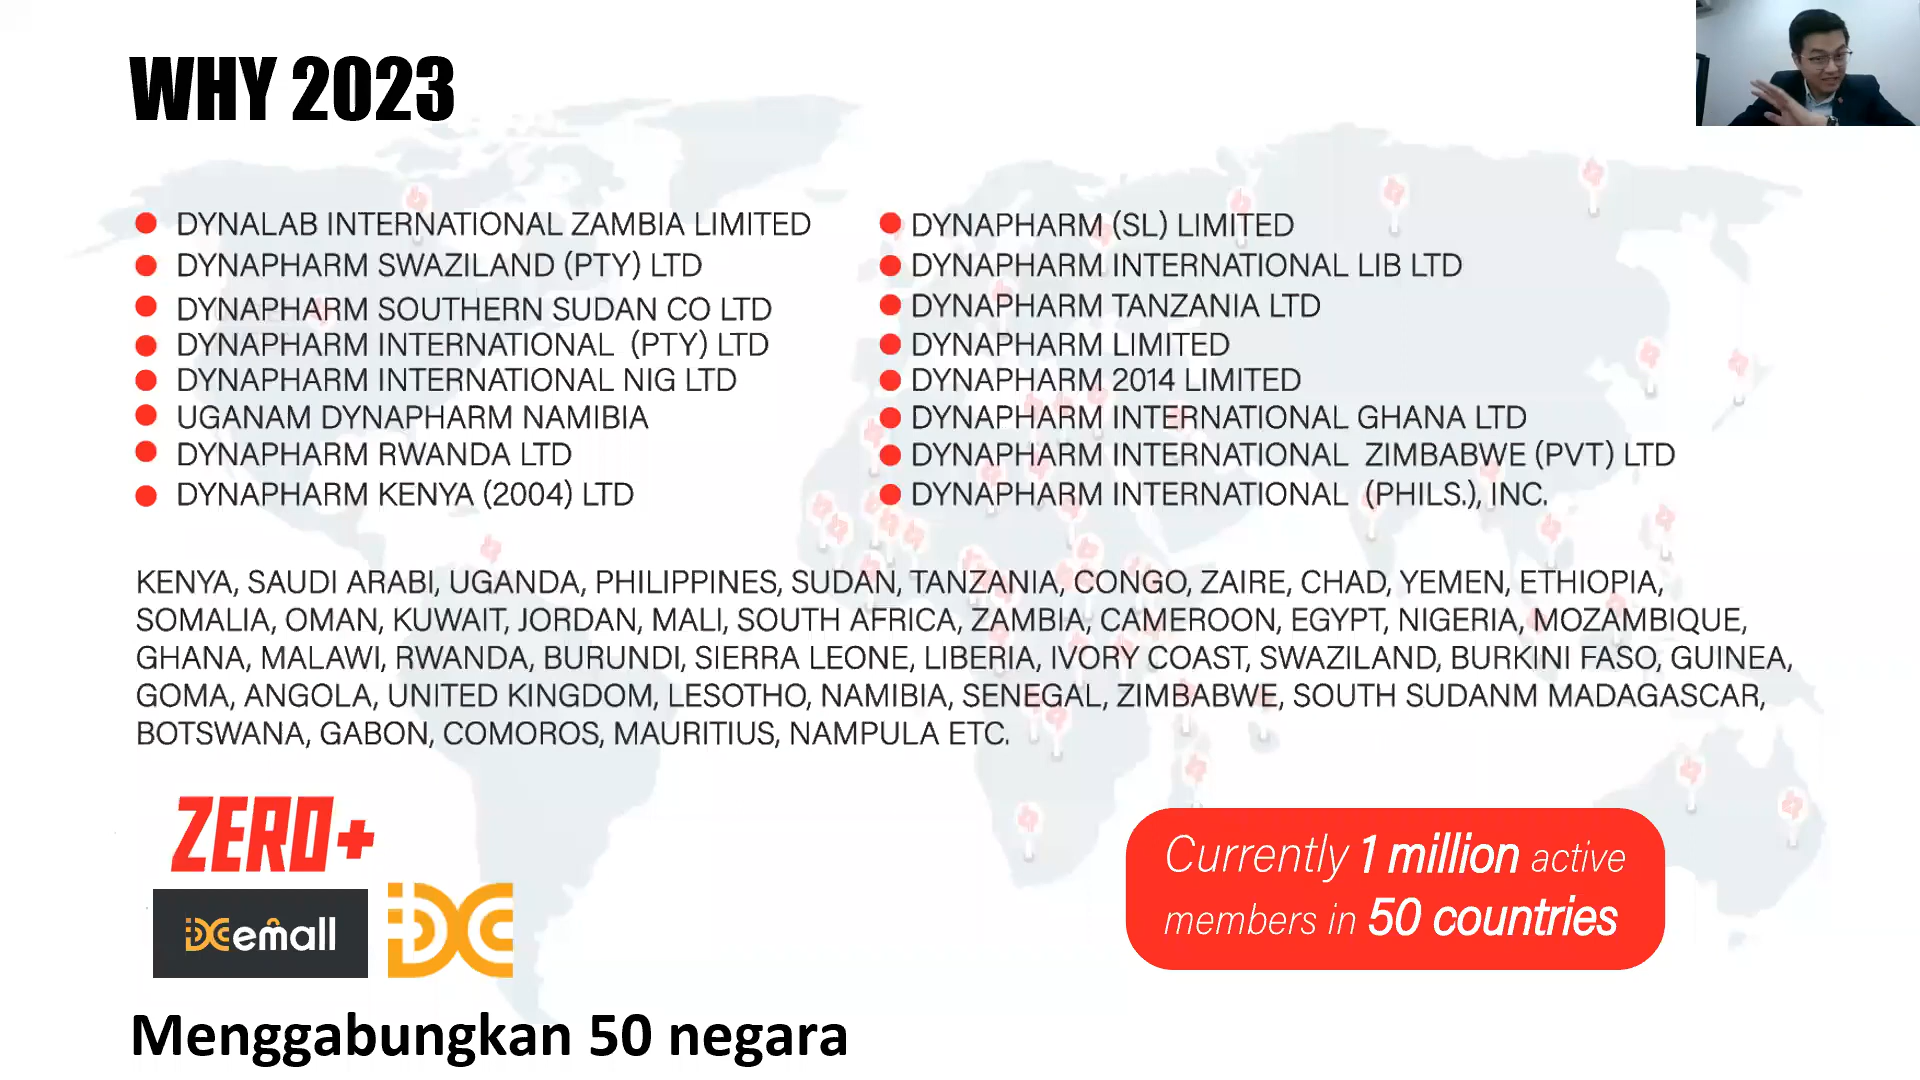 WHY 2023
DYNALAB INTERNATIONAL ZAMBIA LIMITED
DYNAPHARM SWAZILAND (PTY) LTD
DYNAPHARM SOUTHERN SUDAN CO LTD
DYNAPHARM INTERNATIONAL (PTY) LTD
DYNAPHARM INTERNATIONAL NIG LTD
UGANAM DYNAPHARM NAMIBIA
DYNAPHARM RWANDA LTD
DYNAPHARM KENYA (2004) LTD
DYNAPHARM (SL) LIMITED
DYNAPHARM INTERNATIONAL LIB LTD
DYNAPHARM TANZANIA LTD
DYNAPHARM LIMITED
DYNAPHARM 2014 LIMITED
DYNAPHARM INTERNATIONAL GHANA LTD
DYNAPHARM INTERNATIONAL ZIMBABWE (PVT) LTD
DYNAPHARM INTERNATIONAL (PHILS.), INC.
KENYA, SAUDI ARABI, UGANDA, PHILIPPINES, SUDAN, TANZANIA, CONGO, ZAIRE, CHAD, YEMEN, ETHIOPIA,
SOMALIA, OMAN, KUWAIT, JORDAN, MALI, SOUTH AFRICA, ZAMBIA, CAMEROON, EGYPT, NIGERIA, MOZAMBIQUE,
GHANA, MALAWI, RWANDA, BURUNDI, SIERRA LEONE, LIBERIA, IVORY COAST, SWAZILAND, BURKINI FASO, GUINEA,
GOMA, ANGOLA, UNITED KINGDOM, LESOTHO, NAMIBIA, SENEGAL, ZIMBABWE, SOUTH SUDANM MADAGASCAR,
BOTSWANA, GABON, COMOROS, MAURITIUS, NAMPULA ETC.
ZERO+
DXC emall
DXC
Currently 1 million active
members in 50 countries
Menggabungkan 50 negara